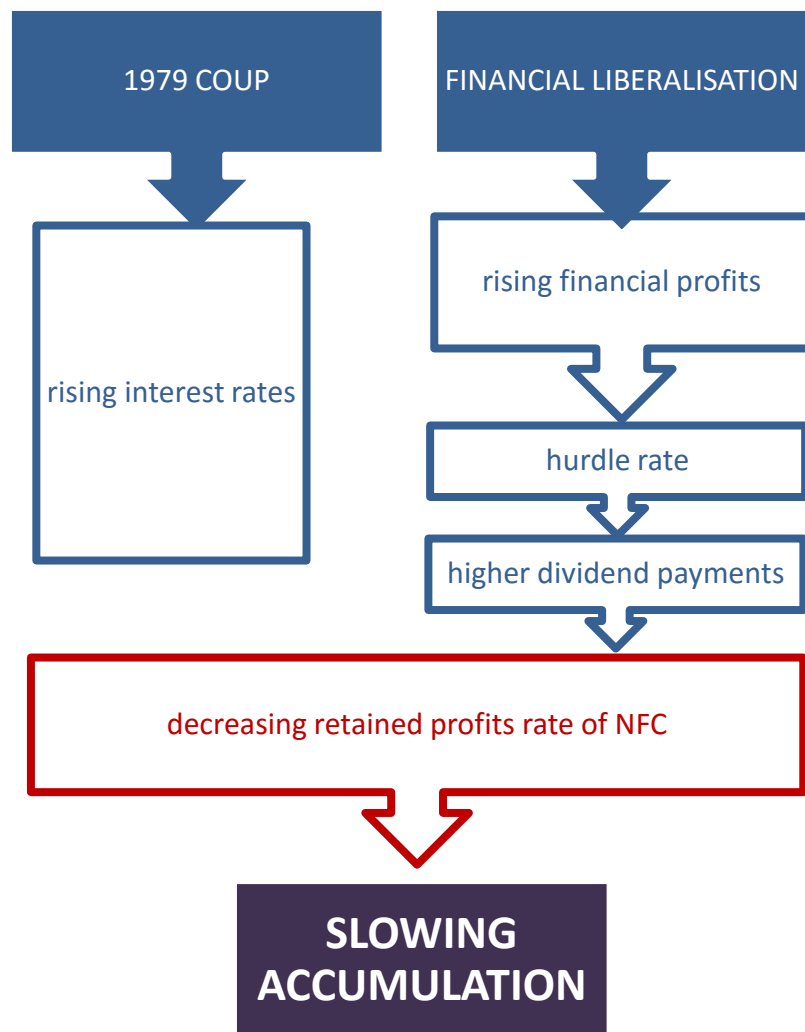 1979 COUP
FINANCIAL LIBERALISATION
rising interest rates
rising financial profits
hurdle rate
higher dividend payments
decreasing retained profits rate of NFC
SLOWING
ACCUMULATION